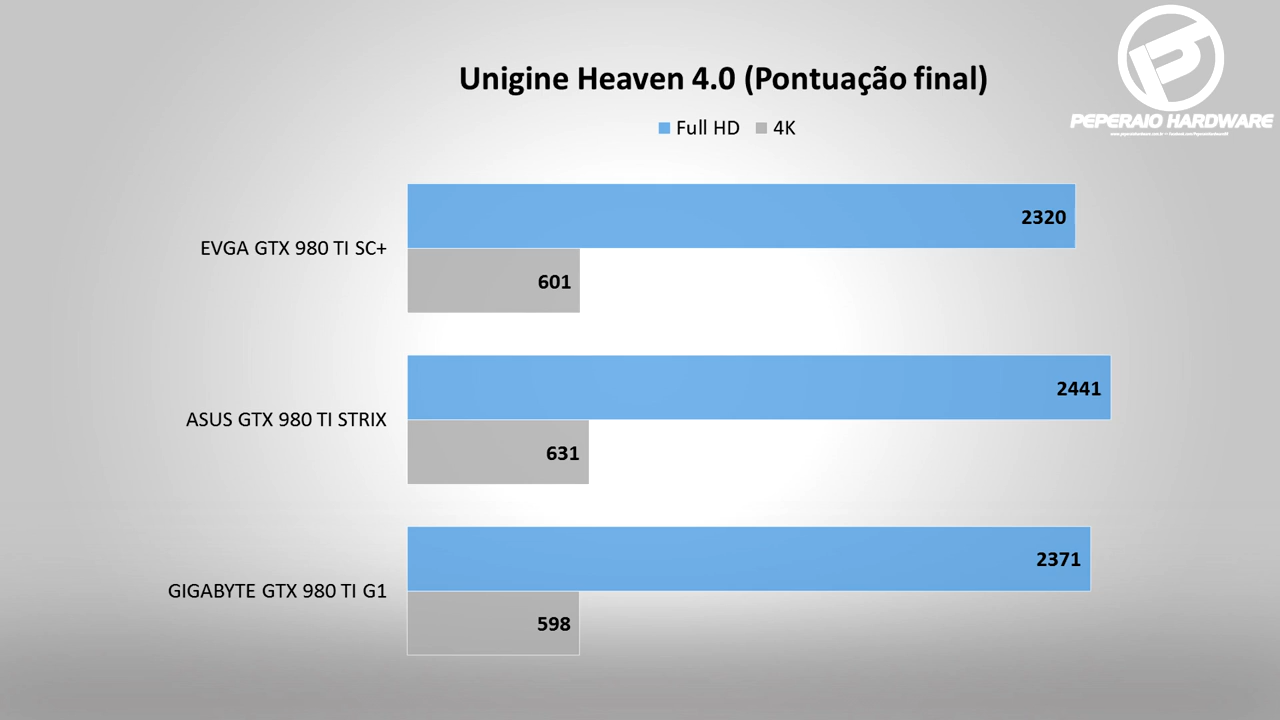 Unigine Heaven 4.0 (Pontuação final)
Full HD 4K
PEPERAIO HARDWARE
EVGA GTX 980 TI SC+
2320
601
ASUS GTX 980 TI STRIX
2441
631
GIGABYTE GTX 980 TI G1
2371
598